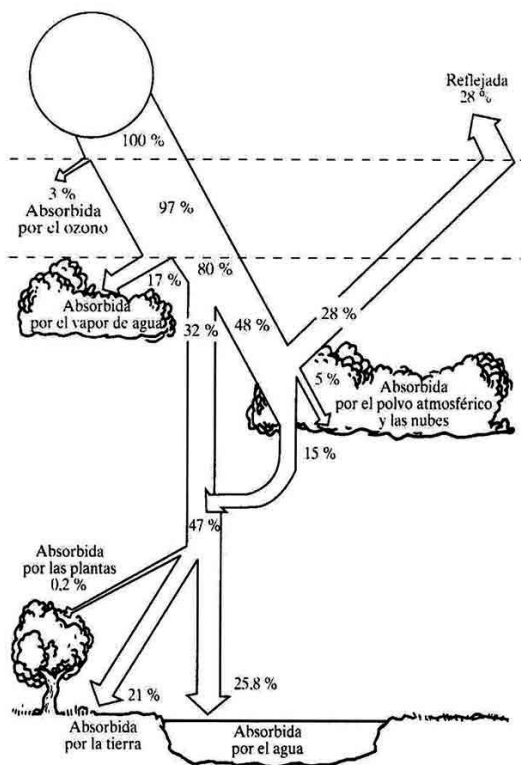 Reflejada
28 %
100 %
3 %
Absorbida
por el ozono
97 %
17 %
80 %
Absorbida
por el vapor de agua
32 %
48 %
28 %
5 %
Absorbida
por el polvo atmosférico
y las nubes
15 %
47 %
Absorbida
por las plantas
0,2 %
21 %
25.8 %
Absorbida
por la tierra
Absorbida
por el agua